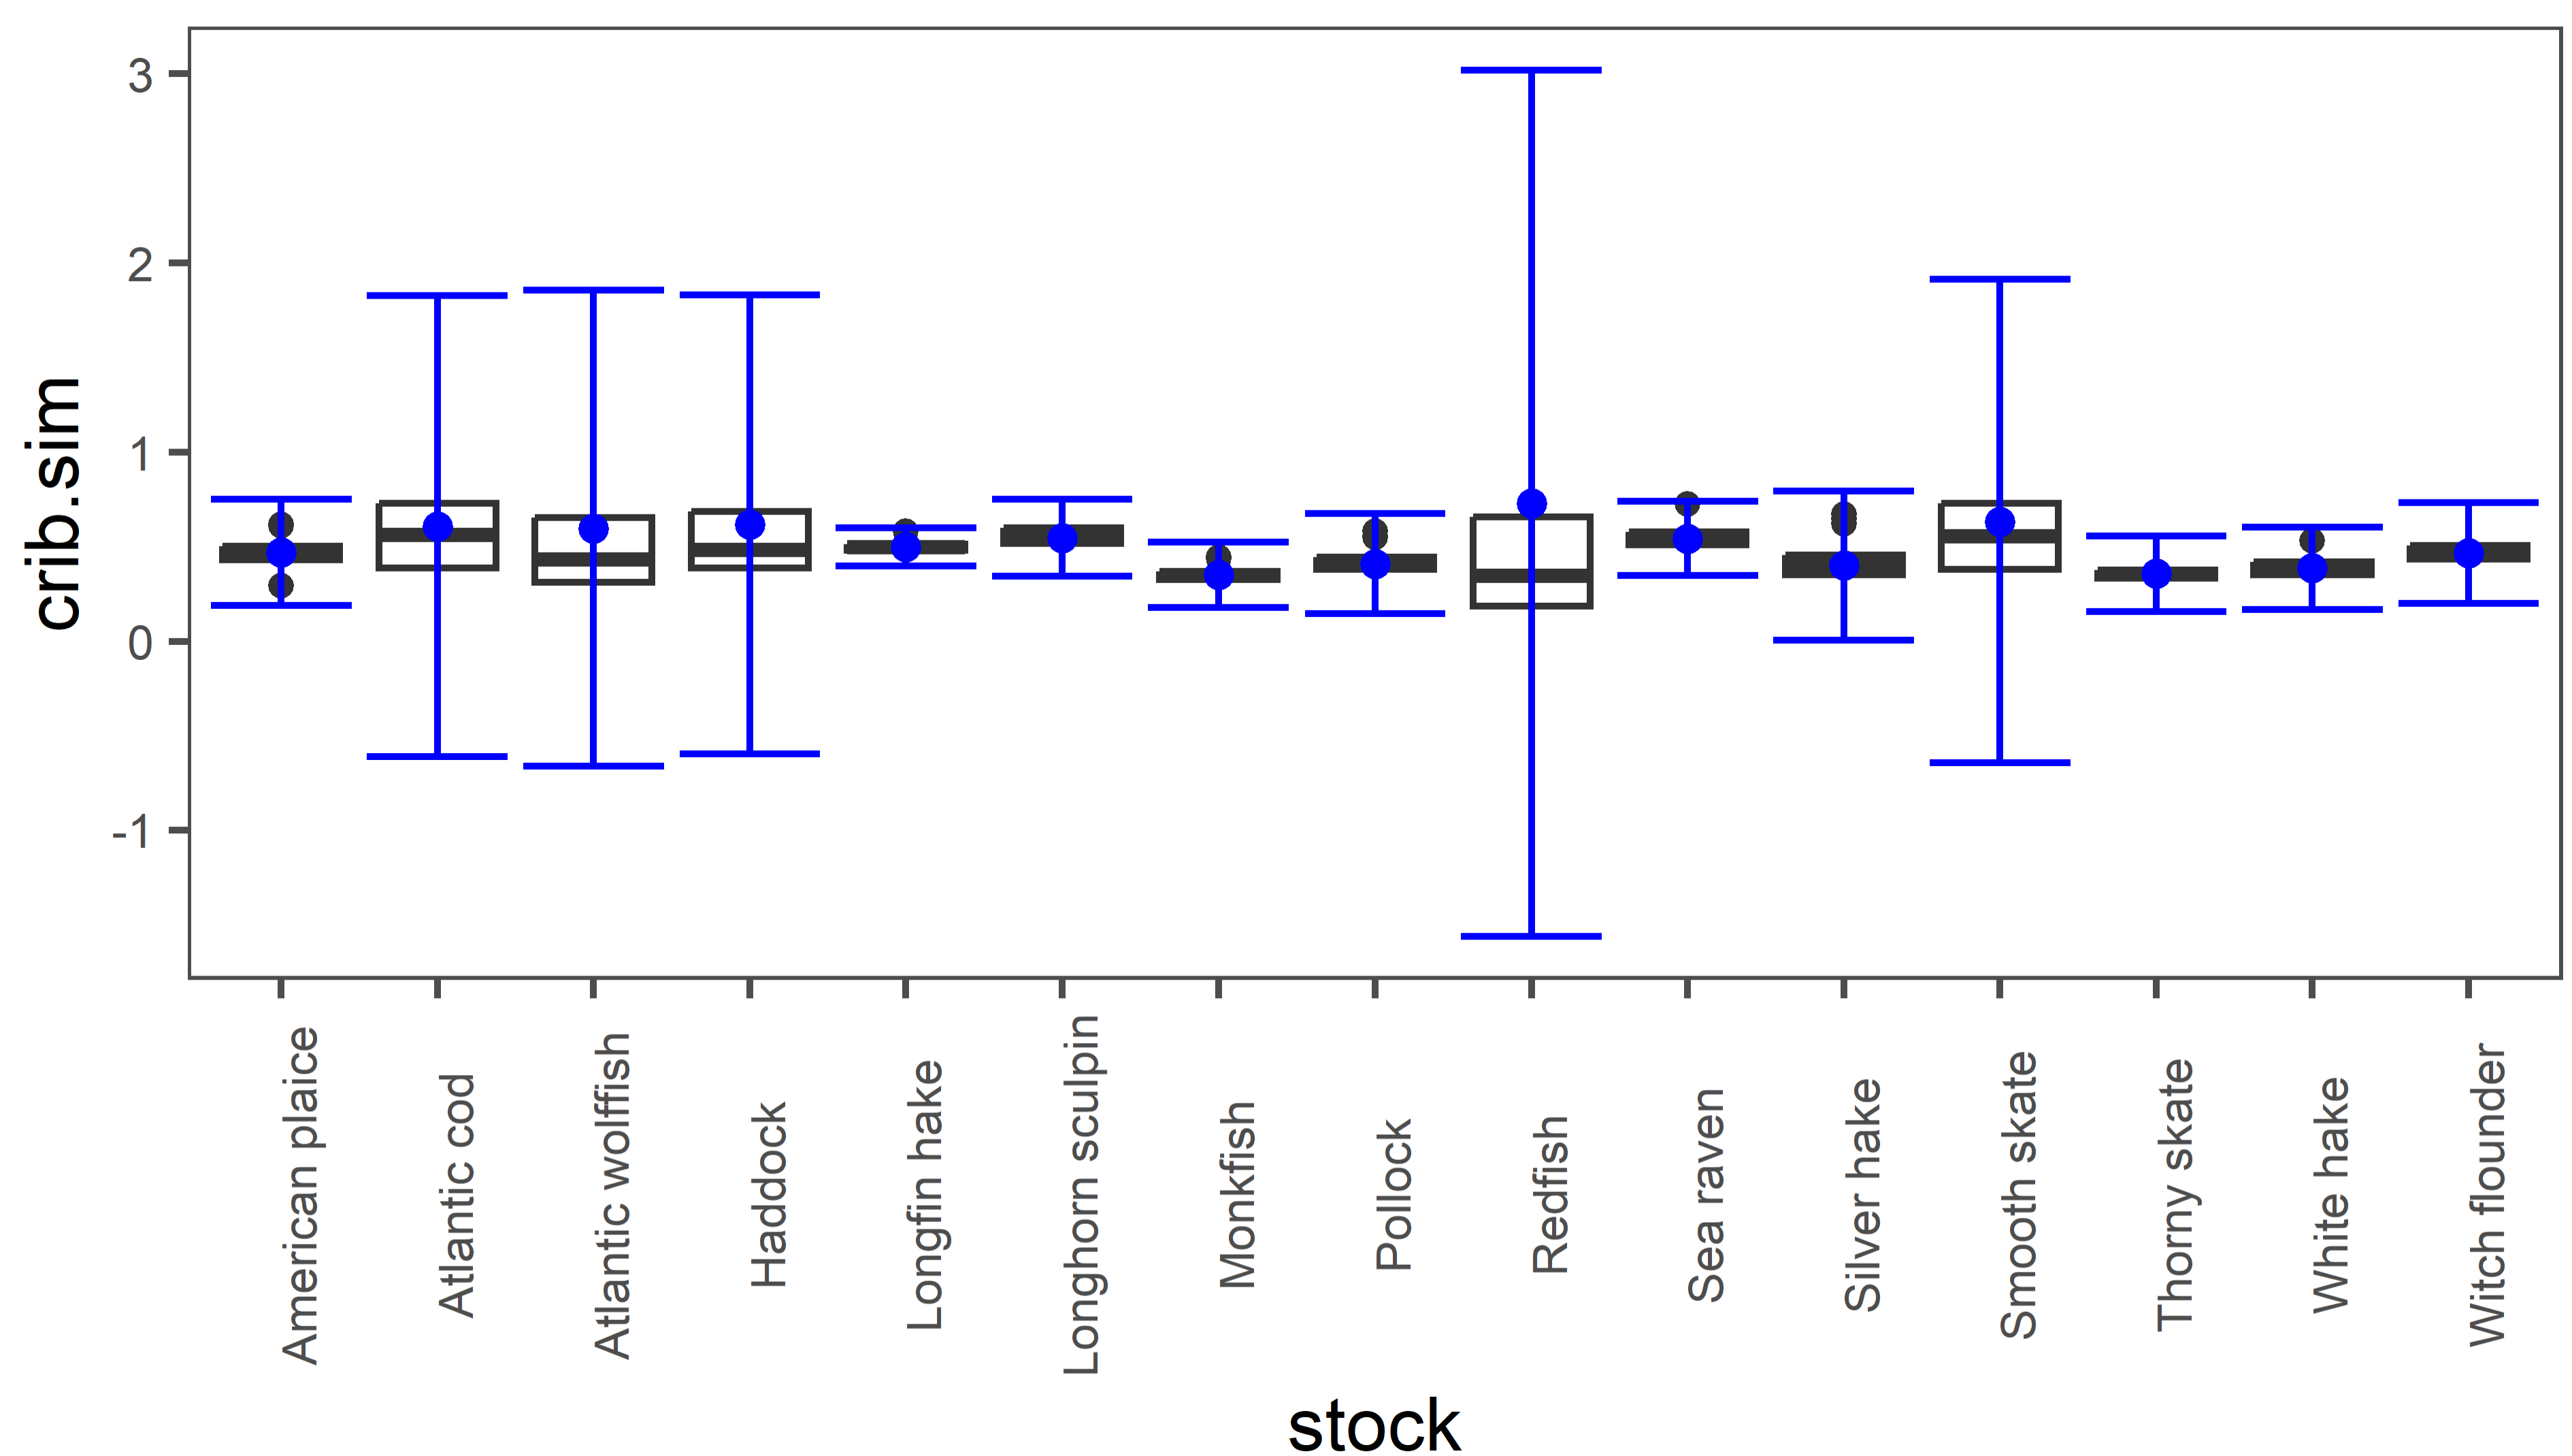 crib.sim
3
2
1
0
-1
American plaice
Atlantic cod
Atlantic wolffish
Haddock
Longfin hake
Longhorn sculpin
Monkfish
Pollock
Redfish
Sea raven
Silver hake
Smooth skate
Thorny skate
White hake
Witch flounder
stock